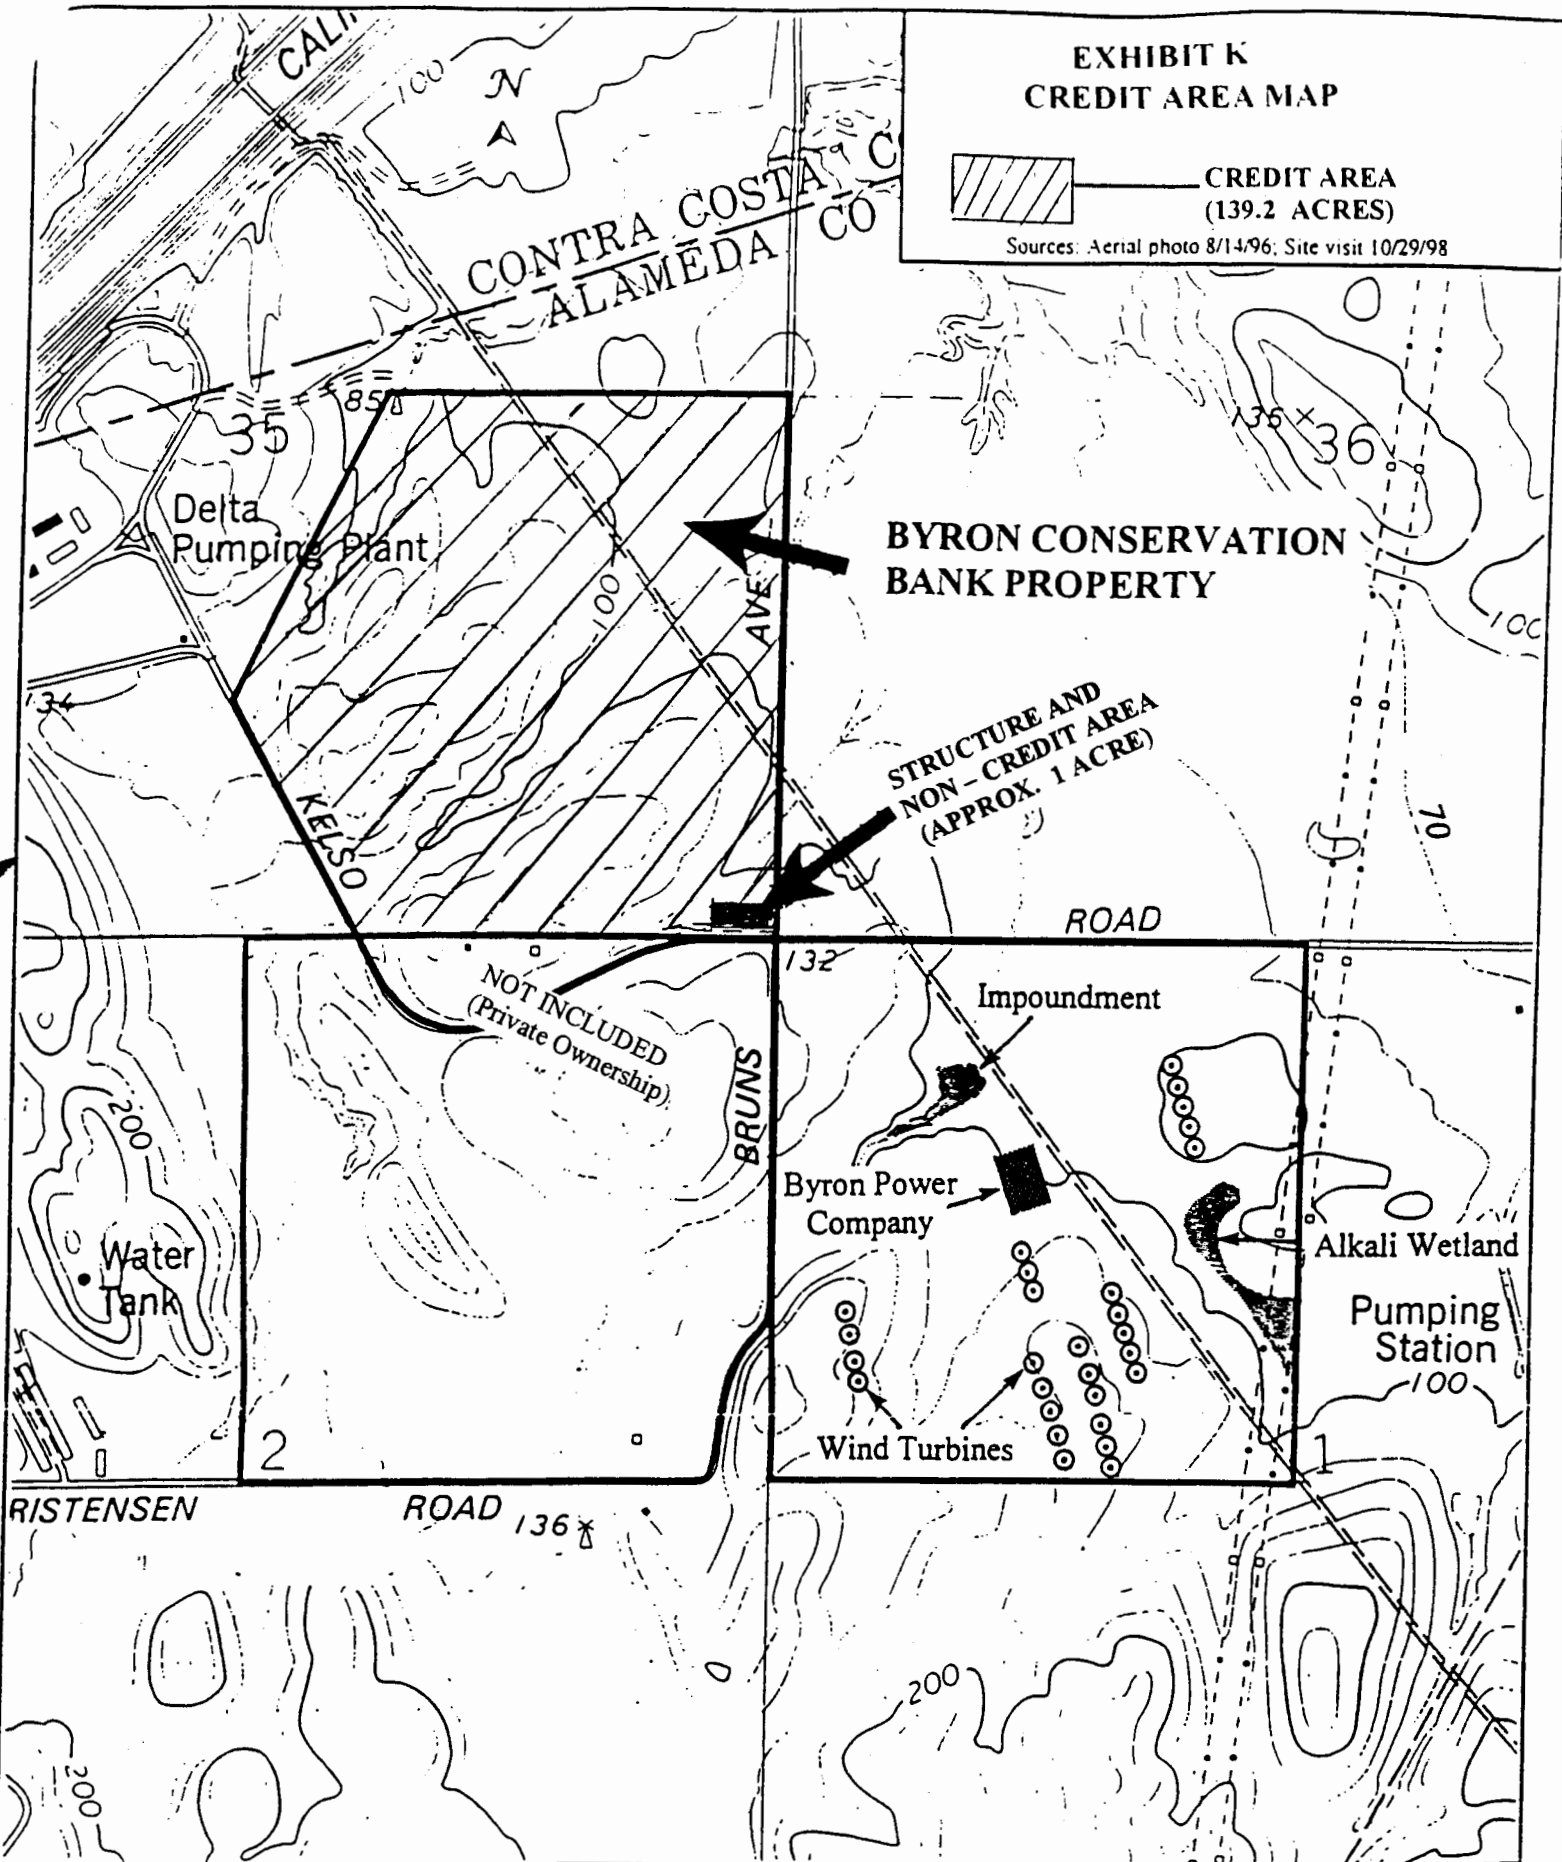 EXHIBIT K
CREDIT AREA MAP
CREDIT AREA
(139.2 ACRES)
Sources: Aerial photo 8/14/96; Site visit 10/29/98
N
100
CONTRA COSTA
ALAMEDA CO
85
35
135
36
Delta
Pumping Plant
100
AVE
BYRON CONSERVATION
BANK PROPERTY
100
134
STRUCTURE AND
NON-CREDIT AREA
(APPROX. 1 ACRE)
KELSO
70
ROAD
132
NOT INCLUDED
(Private Ownership)
Impoundment
BRUNS
200
Byron Power
Company
Water
Tank
Alkali Wetland
Pumping
Station
100
Wind Turbines
2
1
RISTENSEN
ROAD
136
200
200